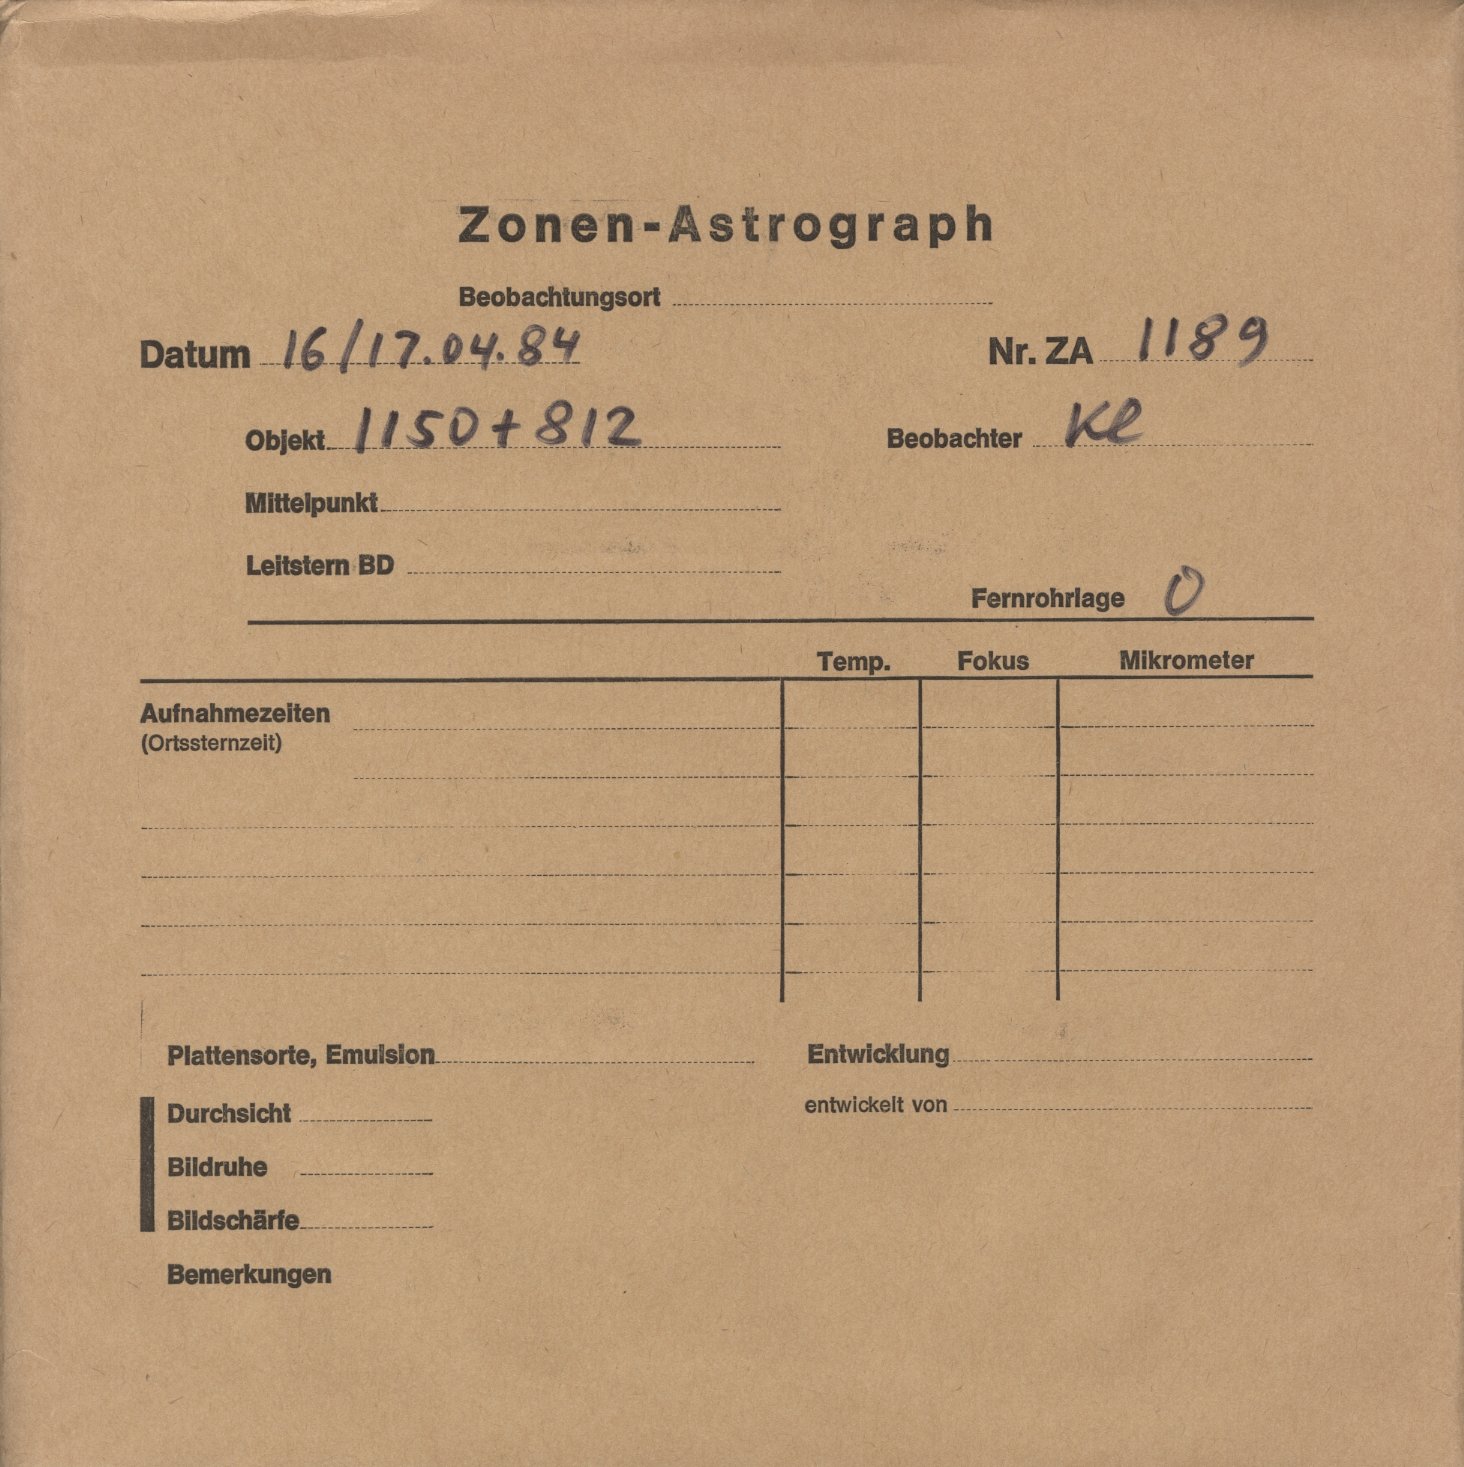 Zonen-Astrograph
Beobachtungsort
Datum 16/17.04.84 Nr. ZA 1189
Objekt 1150+812 Beobachter Kl
Mittelpunkt
Leitstern BD
Fernrohrlage O
Temp. Fokus Mikrometer
Aufnahmezeiten
(Ortssternzeit)
Plattensorte, Emulsion Entwicklung
Durchsicht entwickelt von
Bildruhe
Bildschärfe
Bemerkungen